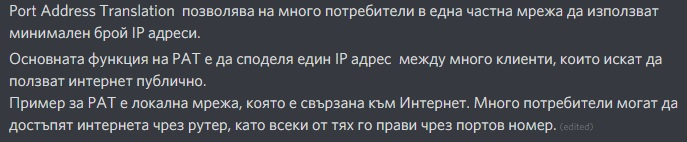 Port Address Translation позволява на много потребители в една частна мрежа да използват
минимален брой IP адреси.
Основната функция на PAT е да споделя един IP адрес между много клиенти, които искат да
ползват интернет публично.
Пример за PAT е локална мрежа, която е свързана към Интернет. Много потребители могат да
достъпят интернета чрез рутер, като всеки от тях го прави чрез портов номер. (edited)